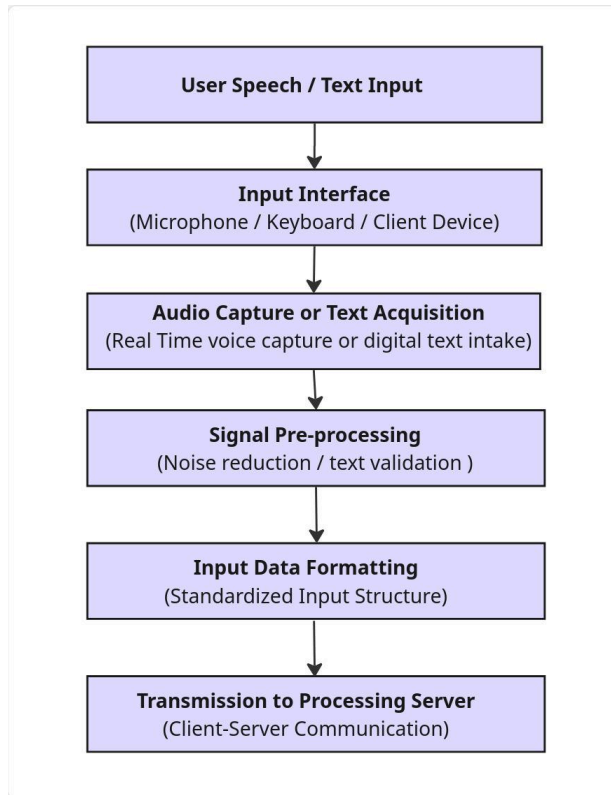 User Speech / Text Input
Input Interface
(Microphone / Keyboard / Client Device)
Audio Capture or Text Acquisition
(Real Time voice capture or digital text intake)
Signal Pre-processing
(Noise reduction / text validation )
Input Data Formatting
(Standardized Input Structure)
Transmission to Processing Server
(Client-Server Communication)